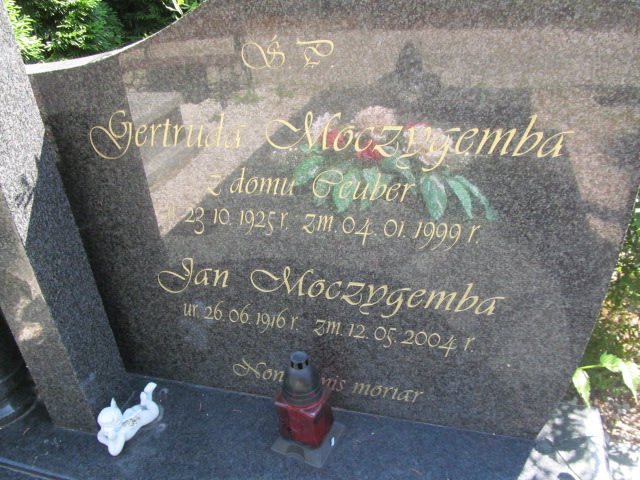 Ś. P.
Gertruda Moczygemba
z domu Ceuber
23.10.1925 r. zm. 04.01.1999 r.
Jan Moczygemba
ur. 26.06.1916 r. zm. 12.05.2004 r.
Non moriar